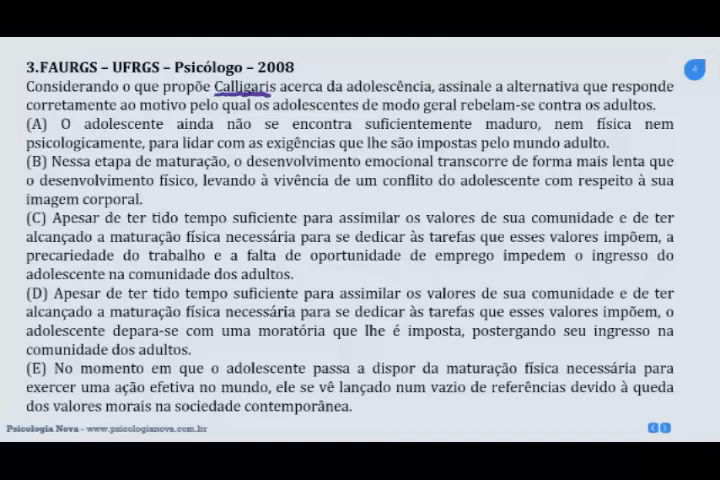 3.FAURGS – UFRGS – Psicólogo – 2008
4
Considerando o que propõe Calligaris acerca da adolescência, assinale a alternativa que responde
corretamente ao motivo pelo qual os adolescentes de modo geral rebelam-se contra os adultos.
(A) O adolescente ainda não se encontra suficientemente maduro, nem física nem
psicologicamente, para lidar com as exigências que lhe são impostas pelo mundo adulto.
(B) Nessa etapa de maturação, o desenvolvimento emocional transcorre de forma mais lenta que
o desenvolvimento físico, levando à vivência de um conflito do adolescente com respeito à sua
imagem corporal.
(C) Apesar de ter tido tempo suficiente para assimilar os valores de sua comunidade e de ter
alcançado a maturação física necessária para se dedicar às tarefas que esses valores impõem, a
precariedade do trabalho e a falta de oportunidade de emprego impedem o ingresso do
adolescente na comunidade dos adultos.
(D) Apesar de ter tido tempo suficiente para assimilar os valores de sua comunidade e de ter
alcançado a maturação física necessária para se dedicar às tarefas que esses valores impõem, o
adolescente depara-se com uma moratória que lhe é imposta, postergando seu ingresso na
comunidade dos adultos.
(E) No momento em que o adolescente passa a dispor da maturação física necessária para
exercer uma ação efetiva no mundo, ele se vê lançado num vazio de referências devido à queda
dos valores morais na sociedade contemporânea.
Psicologia Nova - www.psicologianova.com.br